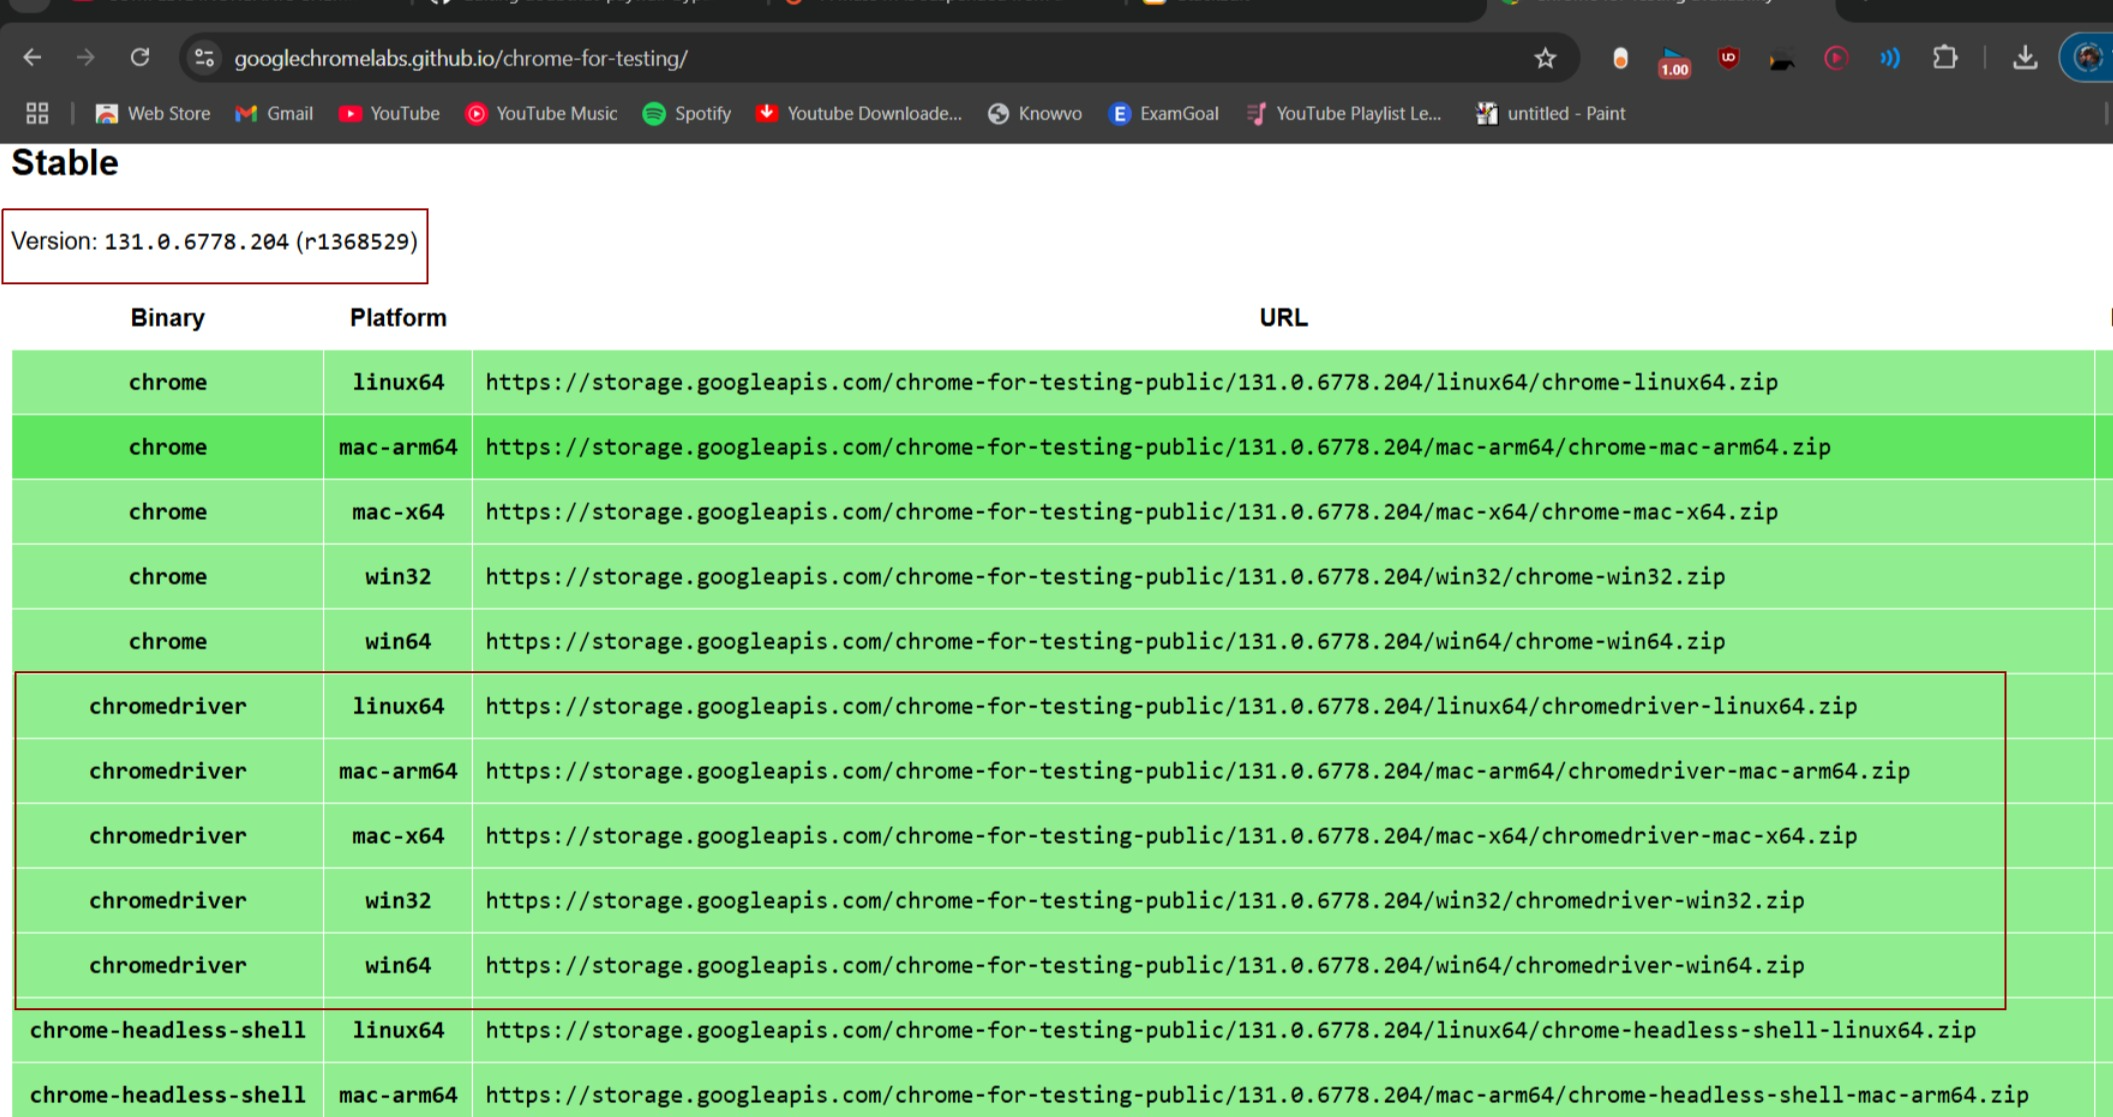 googlechromelabs.github.io/chrome-for-testing/
1.00
Web Store Gmail YouTube YouTube Music Spotify Youtube Downloade... Knowvo ExamGoal YouTube Playlist Le... untitled - Paint
Stable
Version: 131.0.6778.204 (r1368529)
Binary Platform URL
chrome linux64 https://storage.googleapis.com/chrome-for-testing-public/131.0.6778.204/linux64/chrome-linux64.zip
chrome mac-arm64 https://storage.googleapis.com/chrome-for-testing-public/131.0.6778.204/mac-arm64/chrome-mac-arm64.zip
chrome mac-x64 https://storage.googleapis.com/chrome-for-testing-public/131.0.6778.204/mac-x64/chrome-mac-x64.zip
chrome win32 https://storage.googleapis.com/chrome-for-testing-public/131.0.6778.204/win32/chrome-win32.zip
chrome win64 https://storage.googleapis.com/chrome-for-testing-public/131.0.6778.204/win64/chrome-win64.zip
chromedriver linux64 https://storage.googleapis.com/chrome-for-testing-public/131.0.6778.204/linux64/chromedriver-linux64.zip
chromedriver mac-arm64 https://storage.googleapis.com/chrome-for-testing-public/131.0.6778.204/mac-arm64/chromedriver-mac-arm64.zip
chromedriver mac-x64 https://storage.googleapis.com/chrome-for-testing-public/131.0.6778.204/mac-x64/chromedriver-mac-x64.zip
chromedriver win32 https://storage.googleapis.com/chrome-for-testing-public/131.0.6778.204/win32/chromedriver-win32.zip
chromedriver win64 https://storage.googleapis.com/chrome-for-testing-public/131.0.6778.204/win64/chromedriver-win64.zip
chrome-headless-shell linux64 https://storage.googleapis.com/chrome-for-testing-public/131.0.6778.204/linux64/chrome-headless-shell-linux64.zip
chrome-headless-shell mac-arm64 https://storage.googleapis.com/chrome-for-testing-public/131.0.6778.204/mac-arm64/chrome-headless-shell-mac-arm64.zip